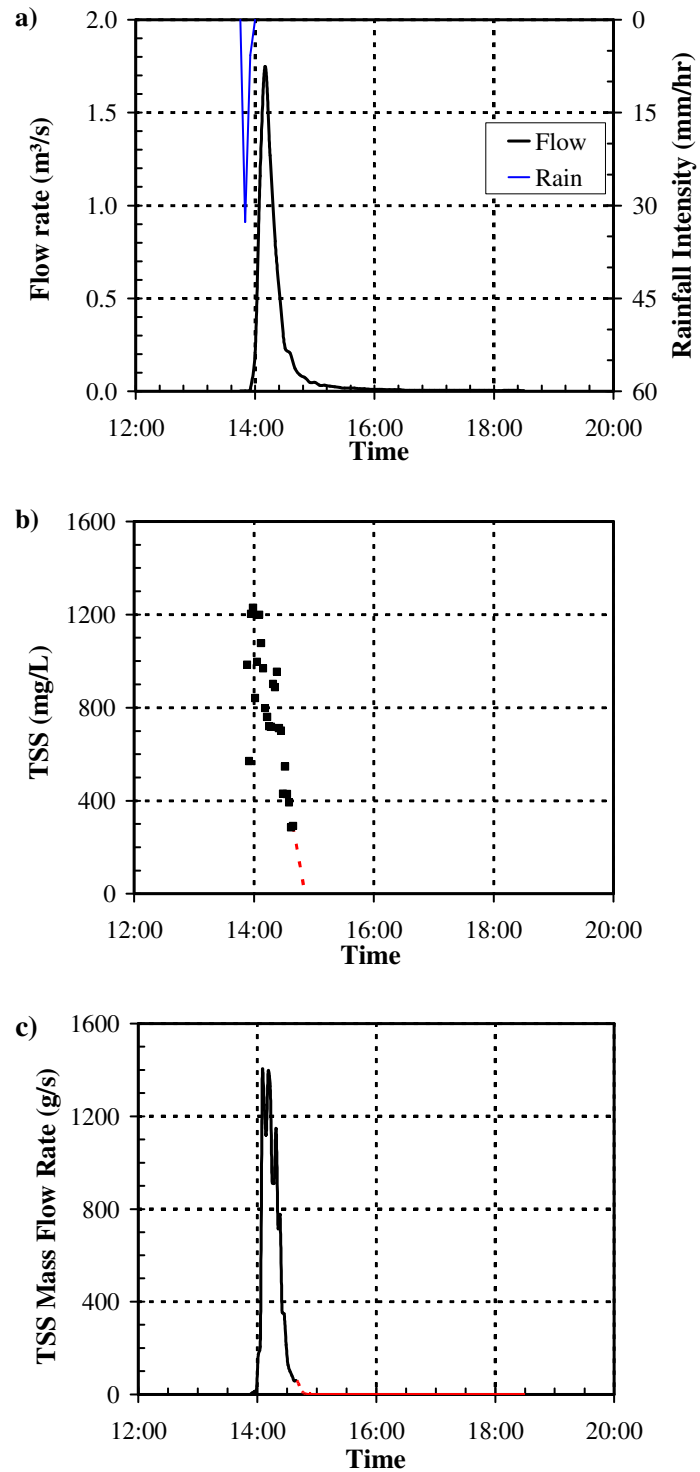 a)
2.0
1.5
1.0
0.5
0.0
Flow rate (m³/s)
0
15
30
45
60
Rainfall Intensity (mm/hr)
Flow
Rain
12:00 14:00 16:00 18:00 20:00
Time
b)
1600
1200
800
400
0
TSS (mg/L)
12:00 14:00 16:00 18:00 20:00
Time
c)
1600
1200
800
400
0
TSS Mass Flow Rate (g/s)
12:00 14:00 16:00 18:00 20:00
Time